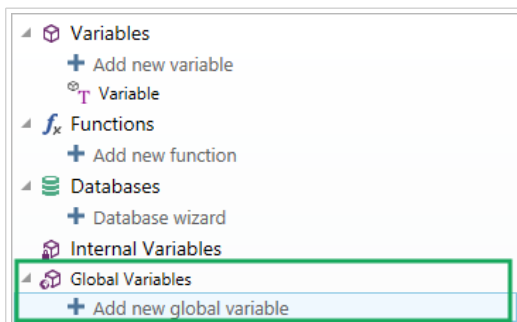 Variables
Add new variable
T Variable
fx Functions
Add new function
Databases
Database wizard
Internal Variables
Global Variables
Add new global variable